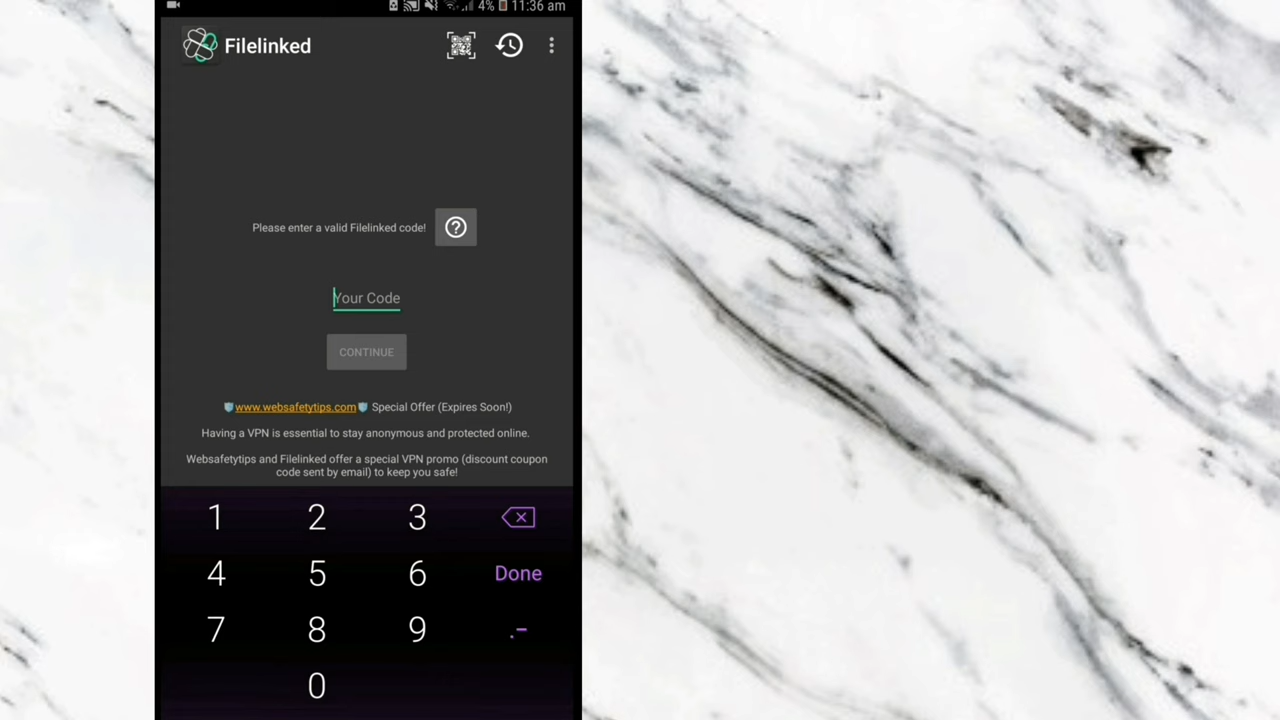 4% 11:36 am
Filelinked
Please enter a valid Filelinked code!
Your Code
CONTINUE
www.websafetytips.com Special Offer (Expires Soon!)
Having a VPN is essential to stay anonymous and protected online.
Websafetytips and Filelinked offer a special VPN promo (discount coupon
code sent by email) to keep you safe!
1 2 3
4 5 6 Done
7 8 9 .-
0